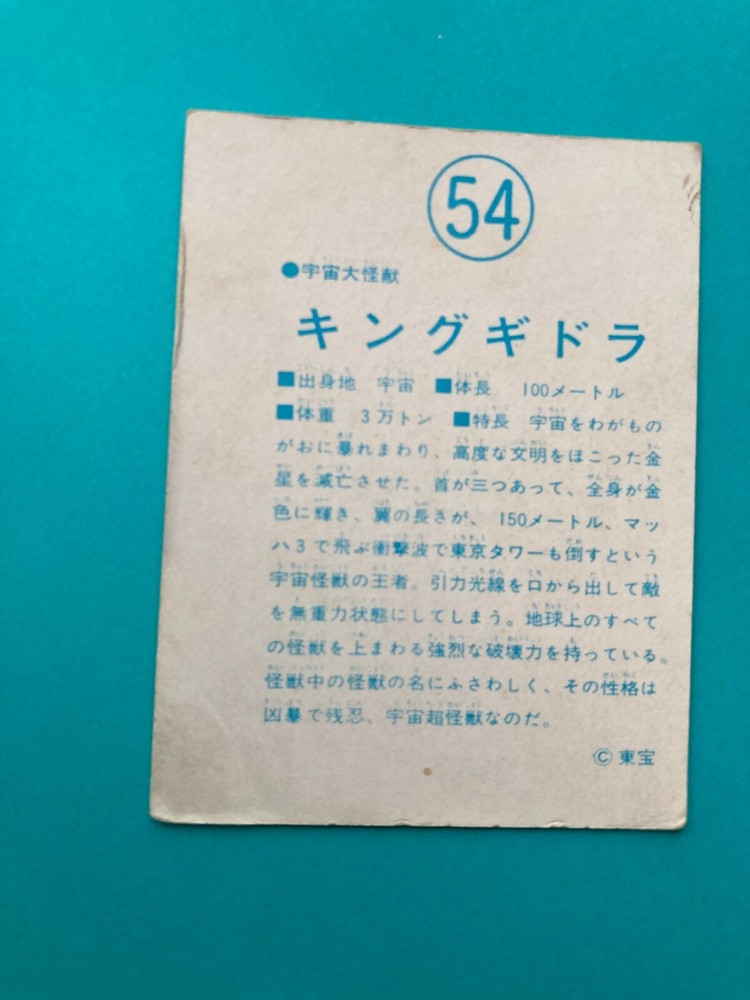 54
●宇宙大怪獣
キングギドラ
■出身地 宇宙 ■体長 100メートル
■体重 3万トン ■特長 宇宙をわがもの
がおに暴れまわり、高度な文明をほこった金
星を滅亡させた。首が三つあって、全身が金
色に輝き、翼の長さが、150メートル、マッ
ハ3で飛ぶ衝撃波で東京タワーも倒すという
宇宙怪獣の王者。引力光線を口から出して敵
を無重力状態にしてしまう。地球上のすべて
の怪獣を上まわる強烈な破壊力を持っている。
怪獣中の怪獣の名にふさわしく、その性格は
凶暴で残忍、宇宙超怪獣なのだ。
©東宝